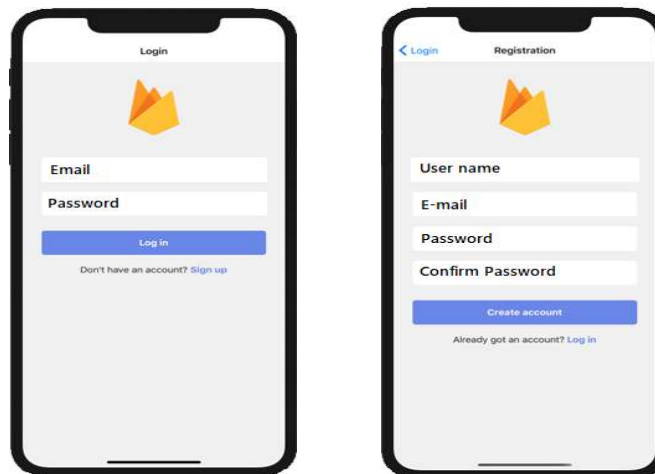 Login
Email
Password
Log in
Don't have an account? Sign up
Login
Registration
User name
E-mail
Password
Confirm Password
Create account
Already got an account? Log in